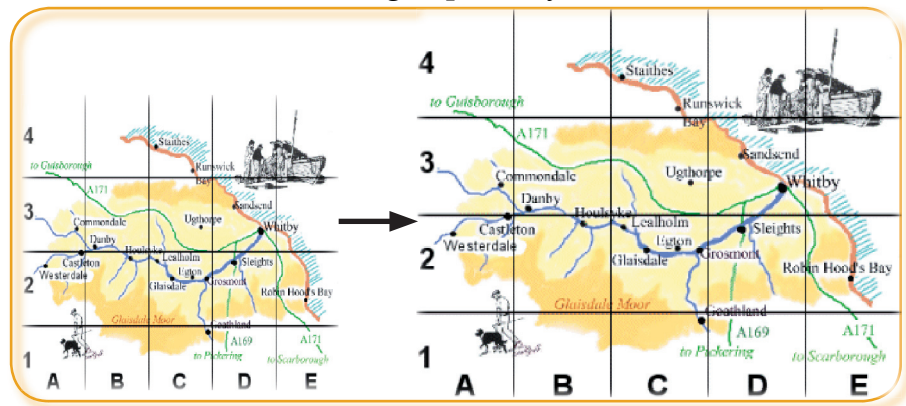 4
Staithes
Runswick
Bay
to Guisborough
A171
3
Sandsend
Ugthorpe
Commondale
Whitby
Danby
Houlsyke
Lealholm
Castleton
Sleights
Egton
Westerdale
2
Glaisdale
Grosmont
Robin Hood's Bay
Glaisdale Moor
Goathland
A169
A171
to Pickering
to Scarborough
1
A B C D E
4
Staithes
Runswick
Bay
to Guisborough
A171
3
Sandsend
Ugthorpe
Commondale
Whitby
Danby
Houlsyke
Lealholm
Castleton
Sleights
Egton
Westerdale
2
Glaisdale
Grosmont
Robin Hood's Bay
Glaisdale Moor
Goathland
A169
A171
to Pickering
to Scarborough
1
A B C D E